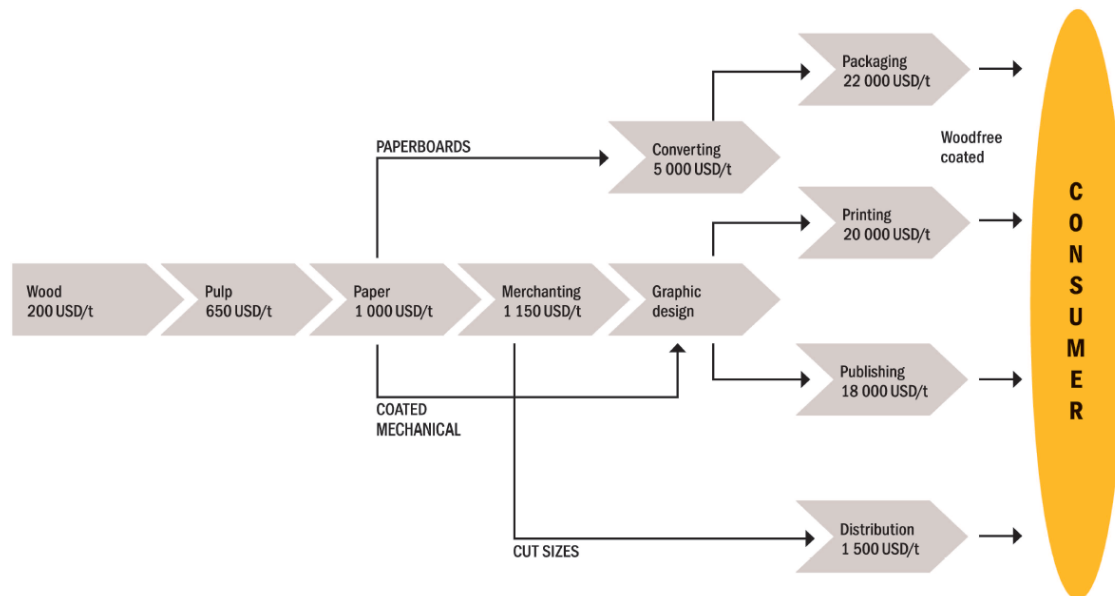 Packaging
22 000 USD/t
PAPERBOARDS
Converting
5 000 USD/t
Woodfree
coated
Printing
20 000 USD/t
Wood
200 USD/t
Pulp
650 USD/t
Paper
1 000 USD/t
Merchanting
1 150 USD/t
Graphic
design
Publishing
18 000 USD/t
COATED
MECHANICAL
Distribution
1 500 USD/t
CUT SIZES
CONSUMER